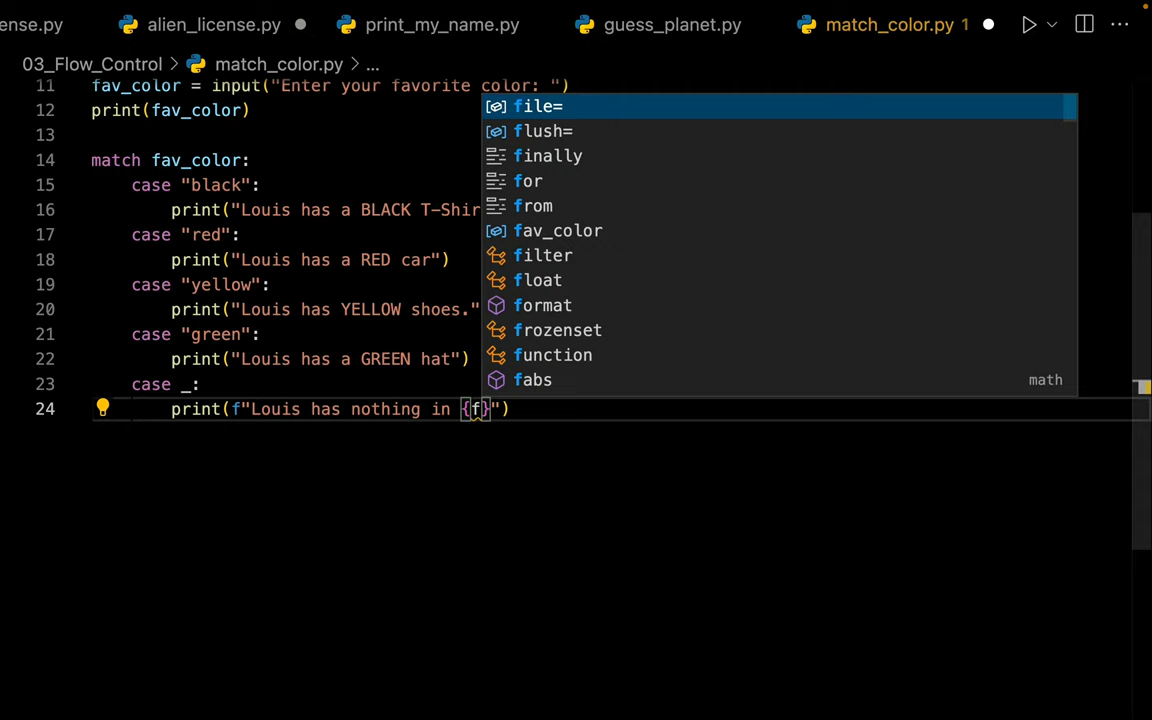 ense.py alien_license.py print_my_name.py guess_planet.py match_color.py 1
03_Flow_Control > match_color.py > ...
11 fav_color = input("Enter your favorite color: ")
12 print(fav_color)
13
14 match fav_color:
15 case "black":
16 print("Louis has a BLACK T-Shir
17 case "red":
18 print("Louis has a RED car")
19 case "yellow":
20 print("Louis has YELLOW shoes."
21 case "green":
22 print("Louis has a GREEN hat")
23 case _:
24 print(f"Louis has nothing in {f}")
file=
flush=
finally
for
from
fav_color
filter
float
format
frozenset
function
fabs math